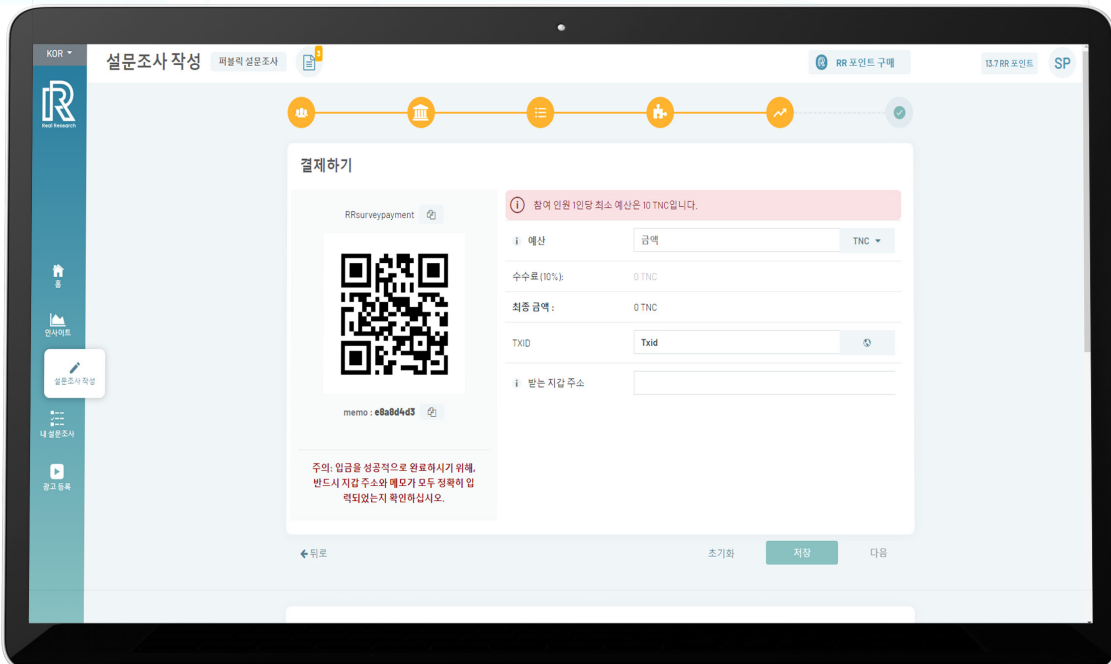 KOR
설문조사 작성
퍼블릭 설문조사
3
RR 포인트 구매
13.7 RR 포인트
SP
R
Real Research
홈
인사이트
설문조사 작성
내 설문조사
광고 등록
결제하기
RRsurveypayment
memo : e8a8d4d3
주의: 입금을 성공적으로 완료하시기 위해,
반드시 지갑 주소와 메모가 모두 정확히 입
력되었는지 확인하십시오.
참여 인원 1인당 최소 예산은 10 TNC입니다.
예산
금액
TNC
수수료(10%):
0 TNC
최종 금액 :
0 TNC
TXID
Txid
받는 지갑 주소
뒤로
초기화
저장
다음